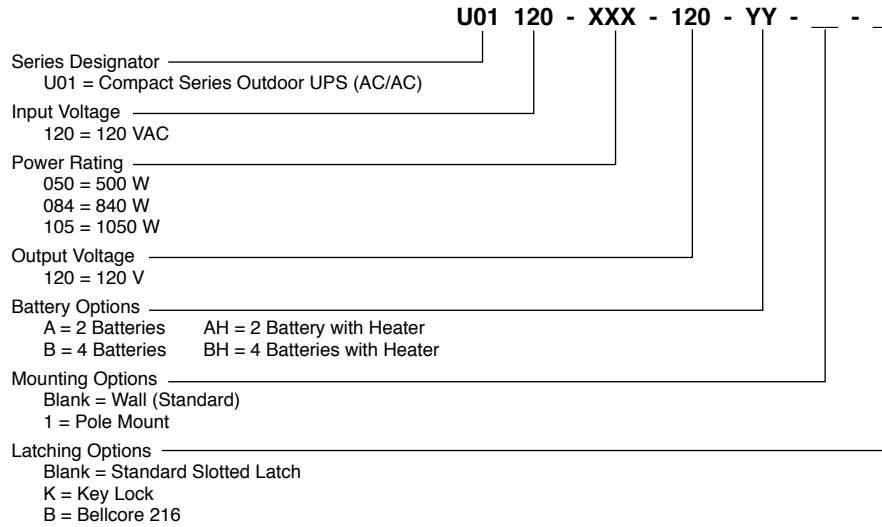 U01 120 - XXX - 120 - YY - __ - _
Series Designator
U01 = Compact Series Outdoor UPS (AC/AC)
Input Voltage
120 = 120 VAC
Power Rating
050 = 500 W
084 = 840 W
105 = 1050 W
Output Voltage
120 = 120 V
Battery Options
A = 2 Batteries AH = 2 Battery with Heater
B = 4 Batteries BH = 4 Batteries with Heater
Mounting Options
Blank = Wall (Standard)
1 = Pole Mount
Latching Options
Blank = Standard Slotted Latch
K = Key Lock
B = Bellcore 216